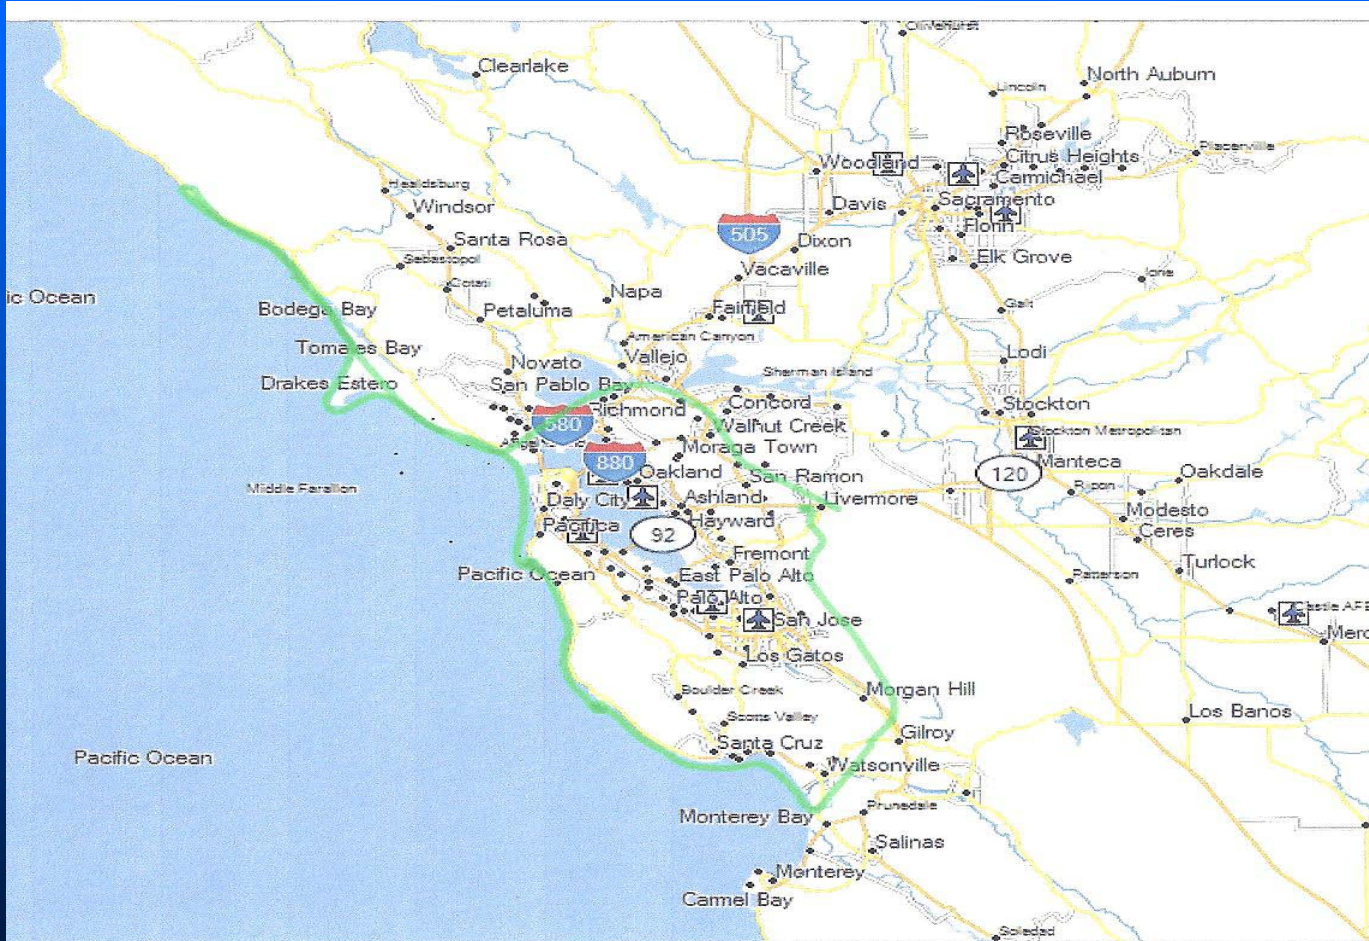 Olivehurst
Clearlake
North Auburn
Lincoln
Roseville
Placerville
Woodland
Citrus Heights
Carmichael
Healdsburg
Windsor
Davis
Sacramento
Florin
505
Santa Rosa
Dixon
Elk Grove
Sebastopol
Vacaville
Ione
Cotati
Napa
ic Ocean
Bodega Bay
Petaluma
Fairfield
Galt
American Canyon
Tomales Bay
Novato
Vallejo
Lodi
Sherman Island
Drakes Estero
San Pablo Bay
Richmond
Concord
Stockton
580
Walnut Creek
Stockton Metropolitan
Moraga Town
880
Manteca
Oakland
San Ramon
120
Oakdale
Middle Farallon
Ripon
Daly City
Ashland
Livermore
Modesto
Pacifica
Hayward
92
Ceres
Fremont
Turlock
Pacific Ocean
East Palo Alto
Patterson
Palo Alto
Castle AFB
San Jose
Merc
Los Gatos
Boulder Creek
Morgan Hill
Scotts Valley
Los Banos
Santa Cruz
Gilroy
Pacific Ocean
Watsonville
Prunedale
Monterey Bay
Salinas
Monterey
Carmel Bay
Soledad